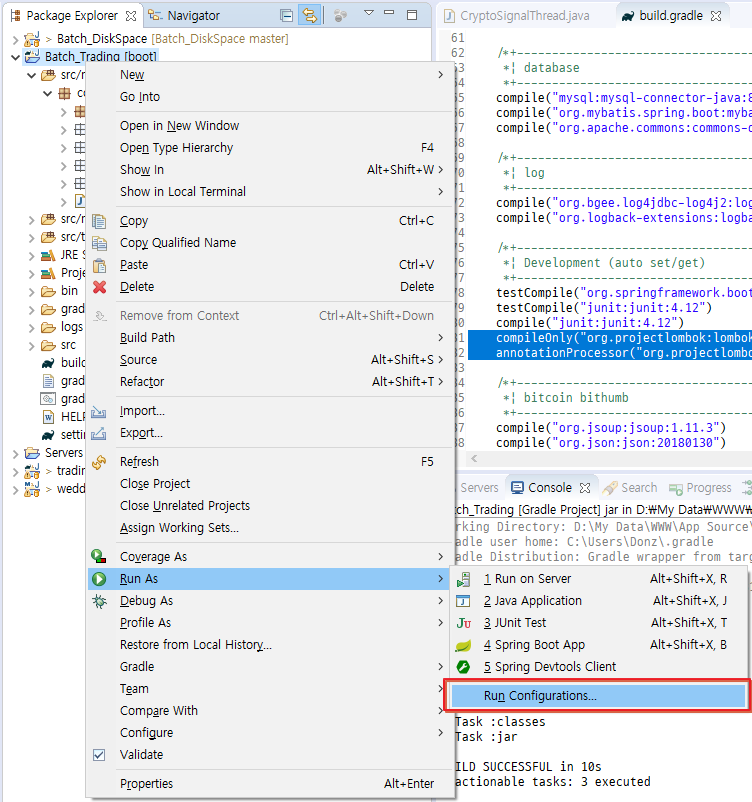 Package Explorer
Navigator
> Batch_DiskSpace [Batch_DiskSpace master]
Batch_Trading [boot]
src/r
co
src/r
src/t
JRE S
Proje
bin
grad
logs
src
build
grad
grad
HELP
settin
Servers
> trading
> wedd
New
Go Into
Open in New Window
Open Type Hierarchy F4
Show In Alt+Shift+W >
Show in Local Terminal
Copy Ctrl+C
Copy Qualified Name
Paste Ctrl+V
Delete Delete
Remove from Context Ctrl+Alt+Shift+Down
Build Path
Source Alt+Shift+S >
Refactor Alt+Shift+T >
Import...
Export...
Refresh F5
Close Project
Close Unrelated Projects
Assign Working Sets...
Coverage As
Run As
Debug As
Profile As
Restore from Local History...
Gradle
Team
Compare With
Configure
Validate
Properties Alt+Enter
CryptoSignalThread.java
build.gradle
61
62 /*+--------------------------------
63 *¦ database
64 *+--------------------------------
65 compile("mysql:mysql-connector-java:8
66 compile("org.mybatis.spring.boot:myba
67 compile("org.apache.commons:commons-d
68
69 /*+--------------------------------
70 *¦ log
71 *+--------------------------------
72 compile("org.bgee.log4jdbc-log4j2:log
73 compile("org.logback-extensions:logba
74
75 /*+--------------------------------
76 *¦ Development (auto set/get)
77 *+--------------------------------
78 testCompile("org.springframework.boot
79 testCompile("junit:junit:4.12")
80 compile("junit:junit:4.12")
81 compileOnly("org.projectlombok:lombok
82 annotationProcessor("org.projectlombo
83
84 /*+--------------------------------
85 *¦ bitcoin bithumb
86 *+--------------------------------
87 compile("org.jsoup:jsoup:1.11.3")
88 compile("org.json:json:20180130")
Servers
Console
Search
Progress
tch_Trading [Gradle Project] jar in D:₩My Data₩WWW₩
rking Directory: D:\My Data\WWW\App Source\
adle user home: C:\Users\Donz\.gradle
adle Distribution: Gradle wrapper from targ
1 Run on Server Alt+Shift+X, R
2 Java Application Alt+Shift+X, J
3 JUnit Test Alt+Shift+X, T
4 Spring Boot App Alt+Shift+X, B
5 Spring Devtools Client
Run Configurations...
Task :classes
Task :jar
ILD SUCCESSFUL in 10s
actionable tasks: 3 executed